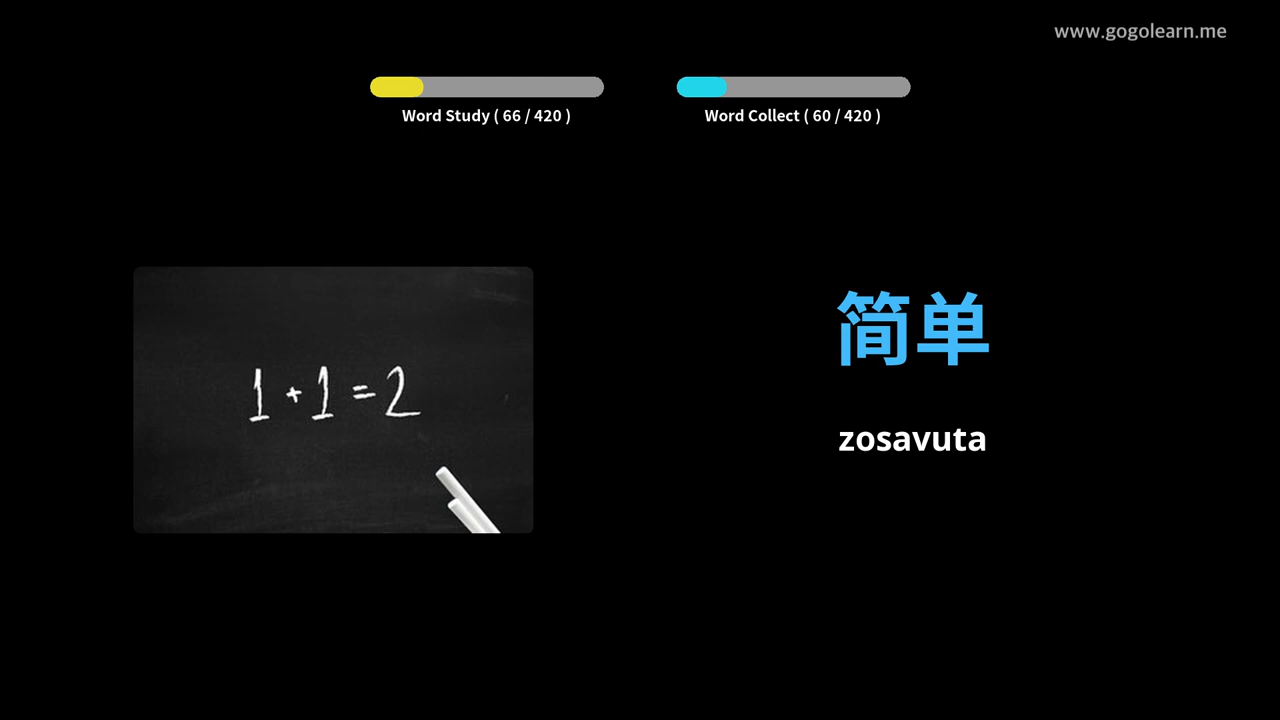 www.gogolearn.me
Word Study ( 66 / 420 )
Word Collect ( 60 / 420 )
1 + 1 = 2
简单
zosavuta